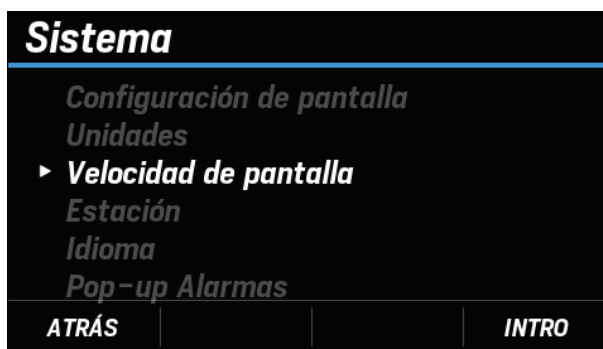 Sistema
Configuración de pantalla
Unidades
▸ Velocidad de pantalla
Estación
Idioma
Pop-up Alarmas
ATRÁS INTRO